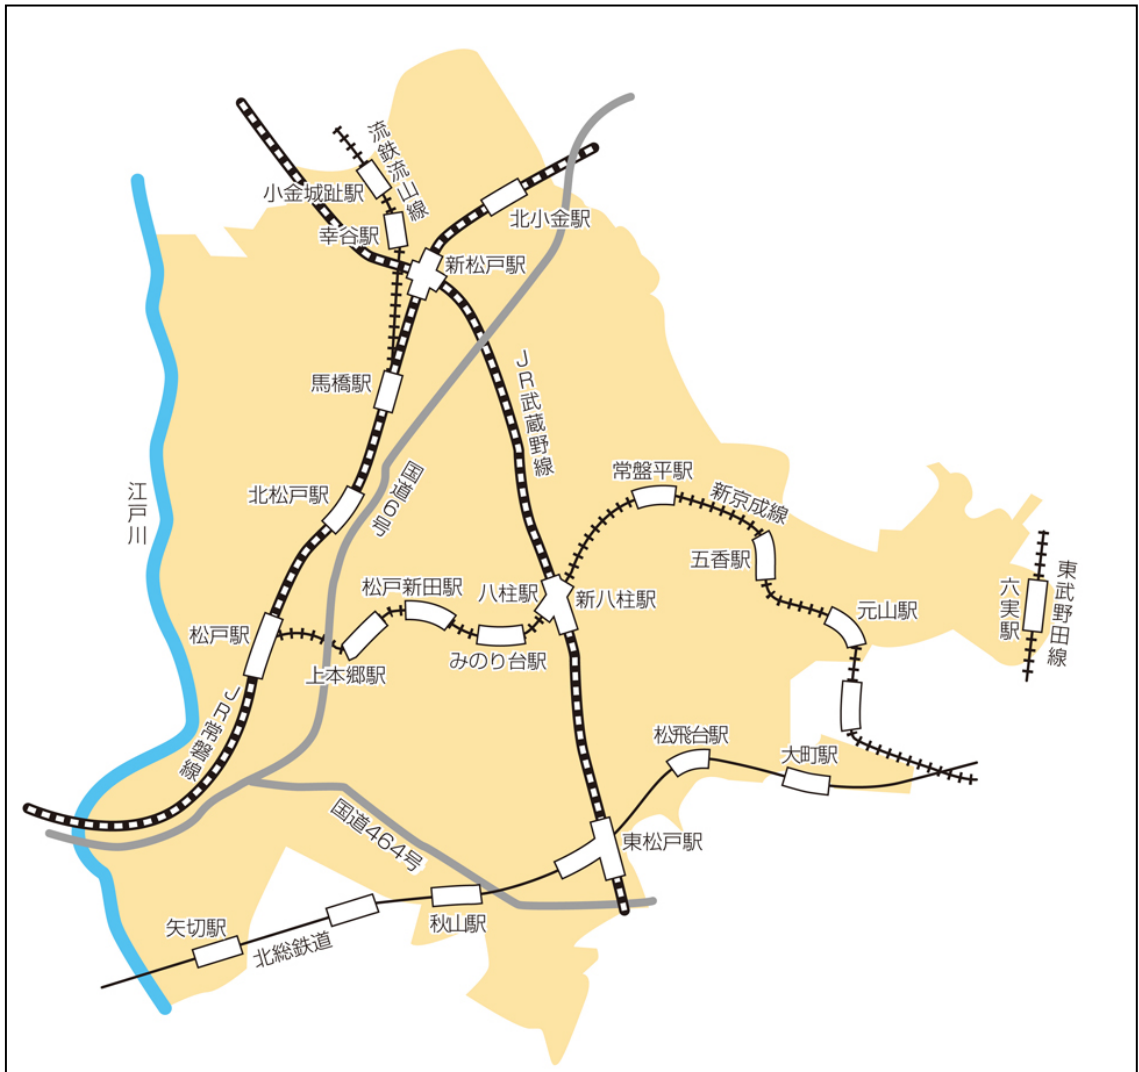 流鉄流山線
小金城趾駅
北小金駅
幸谷駅
新松戸駅
JR武蔵野線
馬橋駅
国道6号
常盤平駅
新京成線
北松戸駅
江戸川
五香駅
東武野田線
六実駅
松戸新田駅
八柱駅
新八柱駅
元山駅
松戸駅
みのり台駅
上本郷駅
JR常磐線
松飛台駅
大町駅
国道464号
東松戸駅
秋山駅
矢切駅
北総鉄道